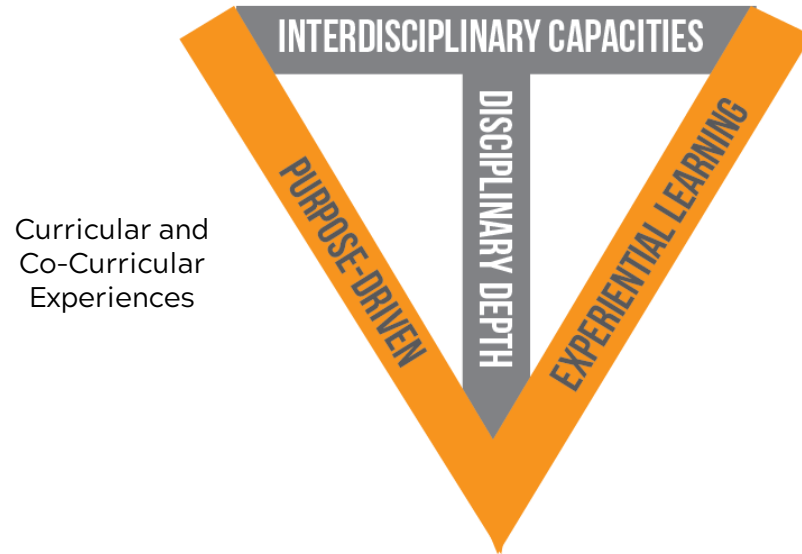 INTERDISCIPLINARY CAPACITIES
DISCIPLINARY DEPTH
PURPOSE-DRIVEN
EXPERIENTIAL LEARNING
Curricular and
Co-Curricular
Experiences